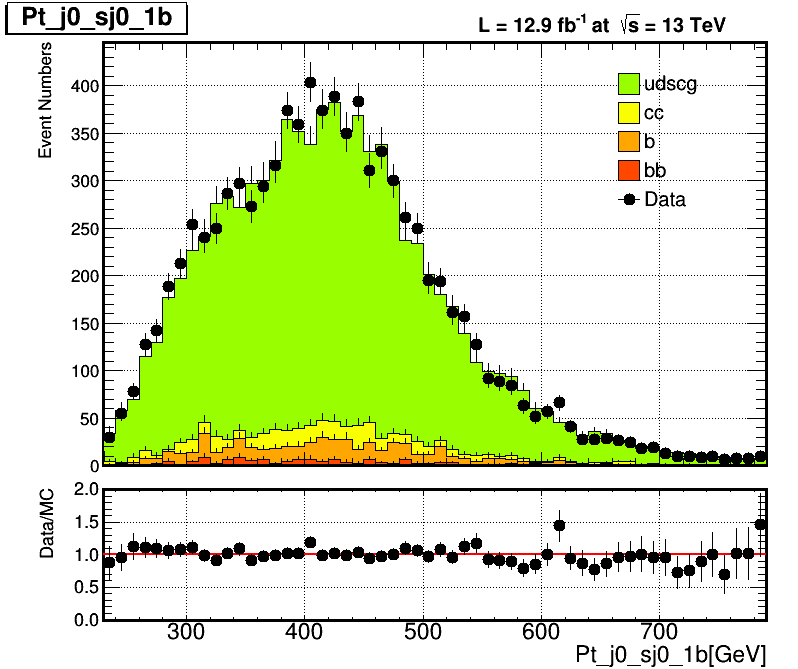 Pt_j0_sj0_1b
L = 12.9 fb⁻¹ at √s = 13 TeV
Event Numbers
400
350
300
250
200
150
100
50
0
udscg
cc
b
bb
Data
Data/MC
2.0
1.5
1.0
0.5
0.0
300 400 500 600 700
Pt_j0_sj0_1b[GeV]